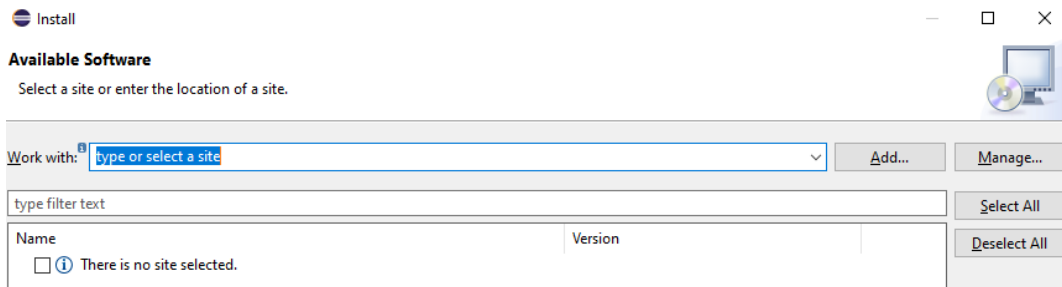 Install
Available Software
Select a site or enter the location of a site.
Work with: type or select a site Add... Manage...
type filter text Select All
Name Version Deselect All
There is no site selected.